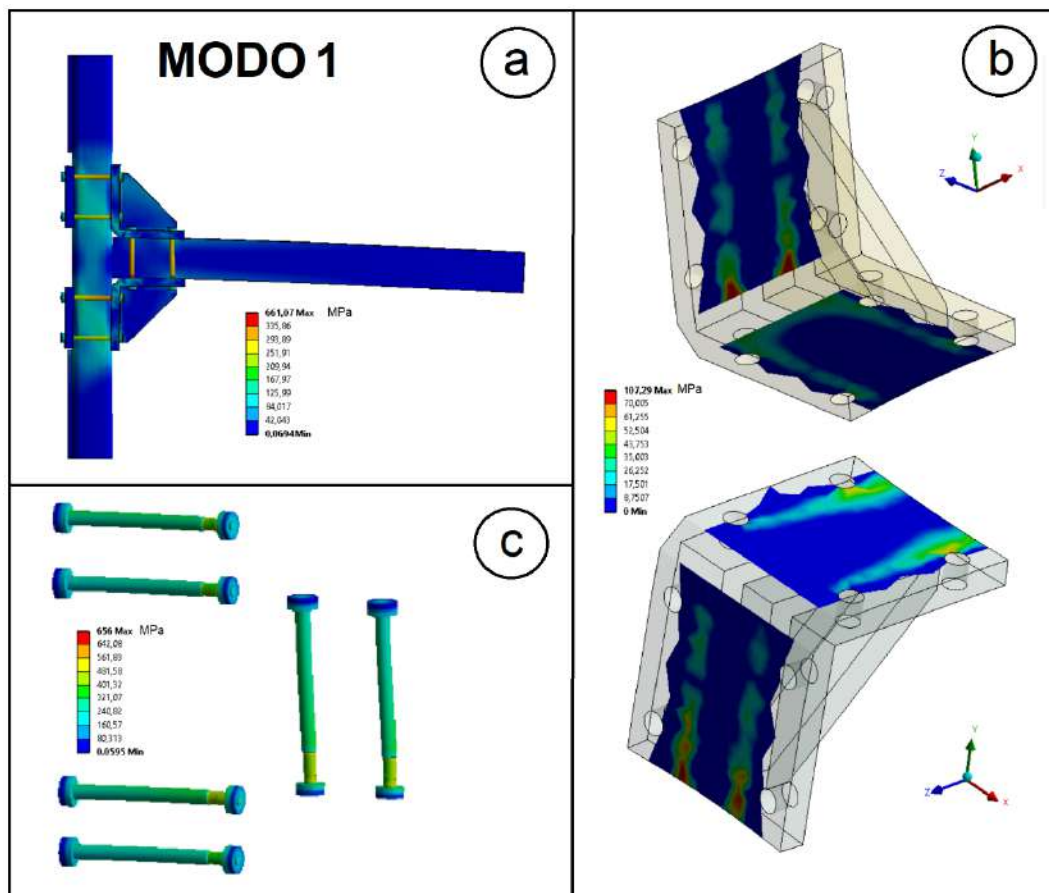 MODO 1
a
661,07 Max MPa
335,86
293,89
251,91
209,94
167,97
125,99
84,017
42,043
0,0694 Min
b
Y
Z
X
107,29 Max MPa
70,005
61,255
52,504
43,753
35,003
26,252
17,501
8,7507
0 Min
Y
Z
X
c
656 Max MPa
642,08
561,83
481,58
401,32
321,07
240,82
160,57
80,313
0,0595 Min